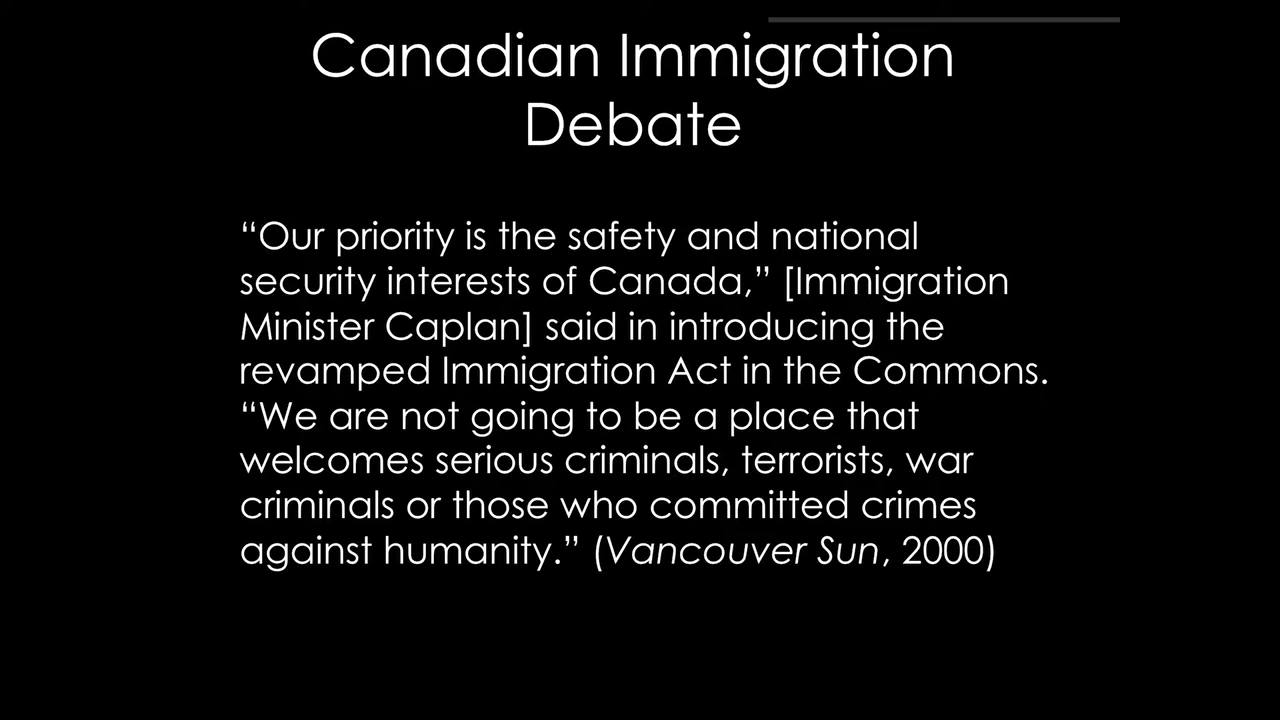 Canadian Immigration
Debate
“Our priority is the safety and national
security interests of Canada,” [Immigration
Minister Caplan] said in introducing the
revamped Immigration Act in the Commons.
“We are not going to be a place that
welcomes serious criminals, terrorists, war
criminals or those who committed crimes
against humanity.” (Vancouver Sun, 2000)